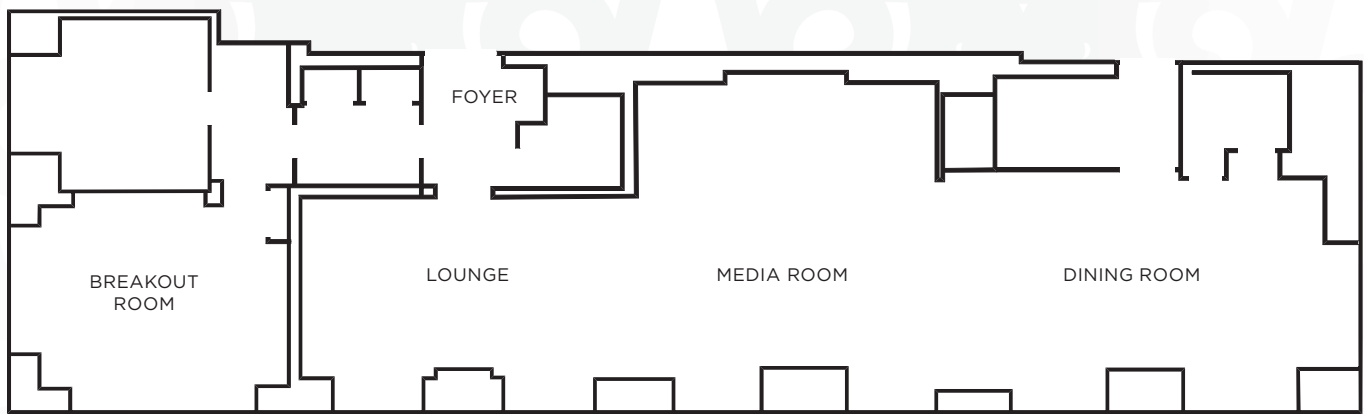 FOYER
BREAKOUT
ROOM
LOUNGE
MEDIA ROOM
DINING ROOM